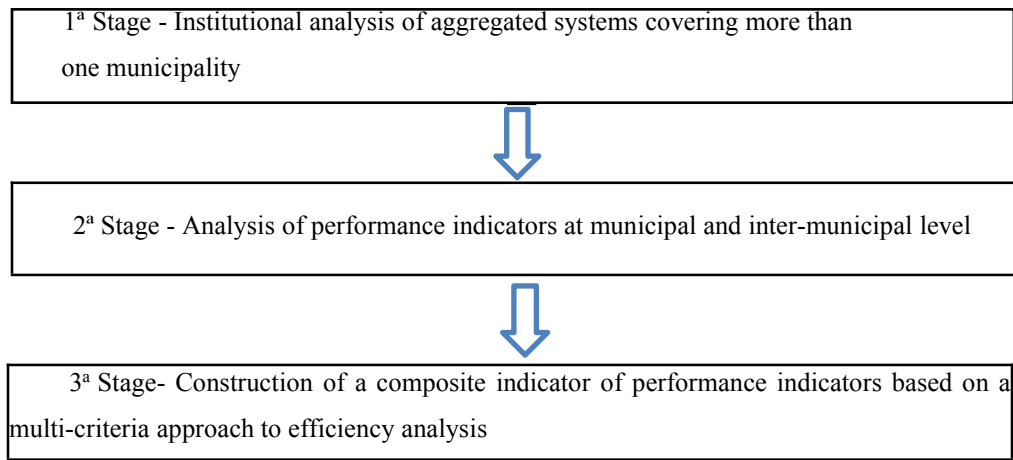 1ª Stage - Institutional analysis of aggregated systems covering more than
one municipality
2ª Stage - Analysis of performance indicators at municipal and inter-municipal level
3ª Stage- Construction of a composite indicator of performance indicators based on a
multi-criteria approach to efficiency analysis